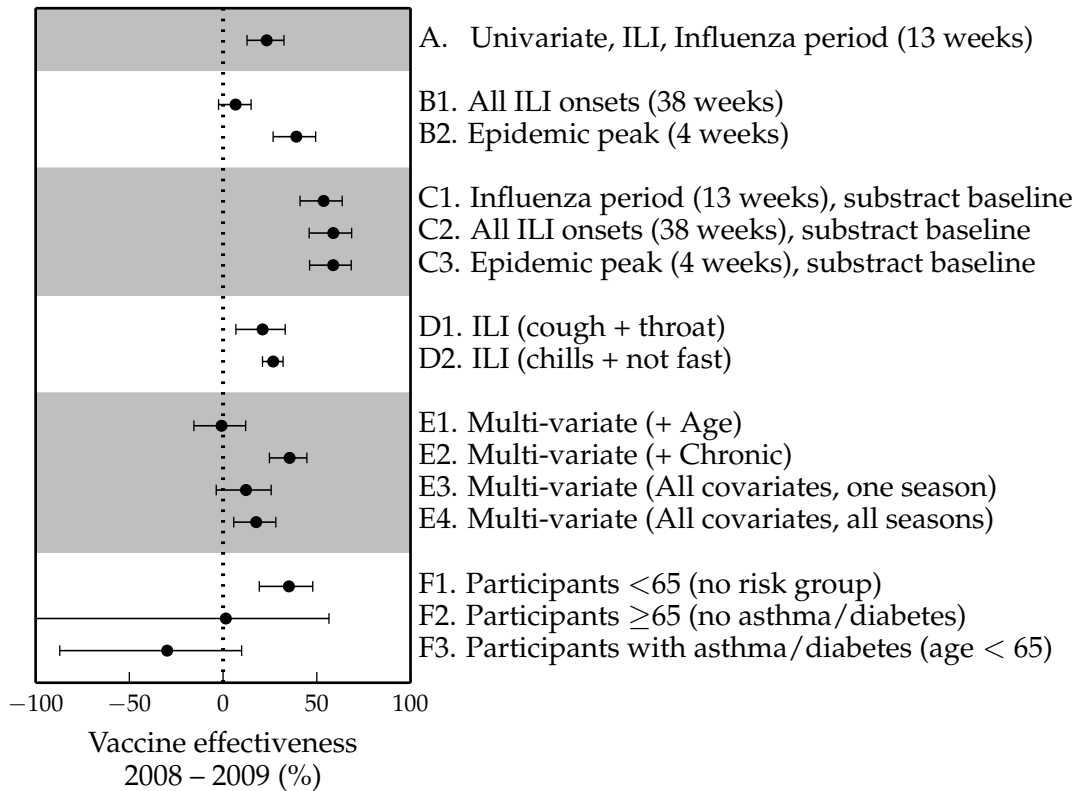 A. Univariate, ILI, Influenza period (13 weeks)
B1. All ILI onsets (38 weeks)
B2. Epidemic peak (4 weeks)
C1. Influenza period (13 weeks), substract baseline
C2. All ILI onsets (38 weeks), substract baseline
C3. Epidemic peak (4 weeks), substract baseline
D1. ILI (cough + throat)
D2. ILI (chills + not fast)
E1. Multi-variate (+ Age)
E2. Multi-variate (+ Chronic)
E3. Multi-variate (All covariates, one season)
E4. Multi-variate (All covariates, all seasons)
F1. Participants <65 (no risk group)
F2. Participants ≥65 (no asthma/diabetes)
F3. Participants with asthma/diabetes (age < 65)
−100 −50 0 50 100
Vaccine effectiveness
2008 – 2009 (%)